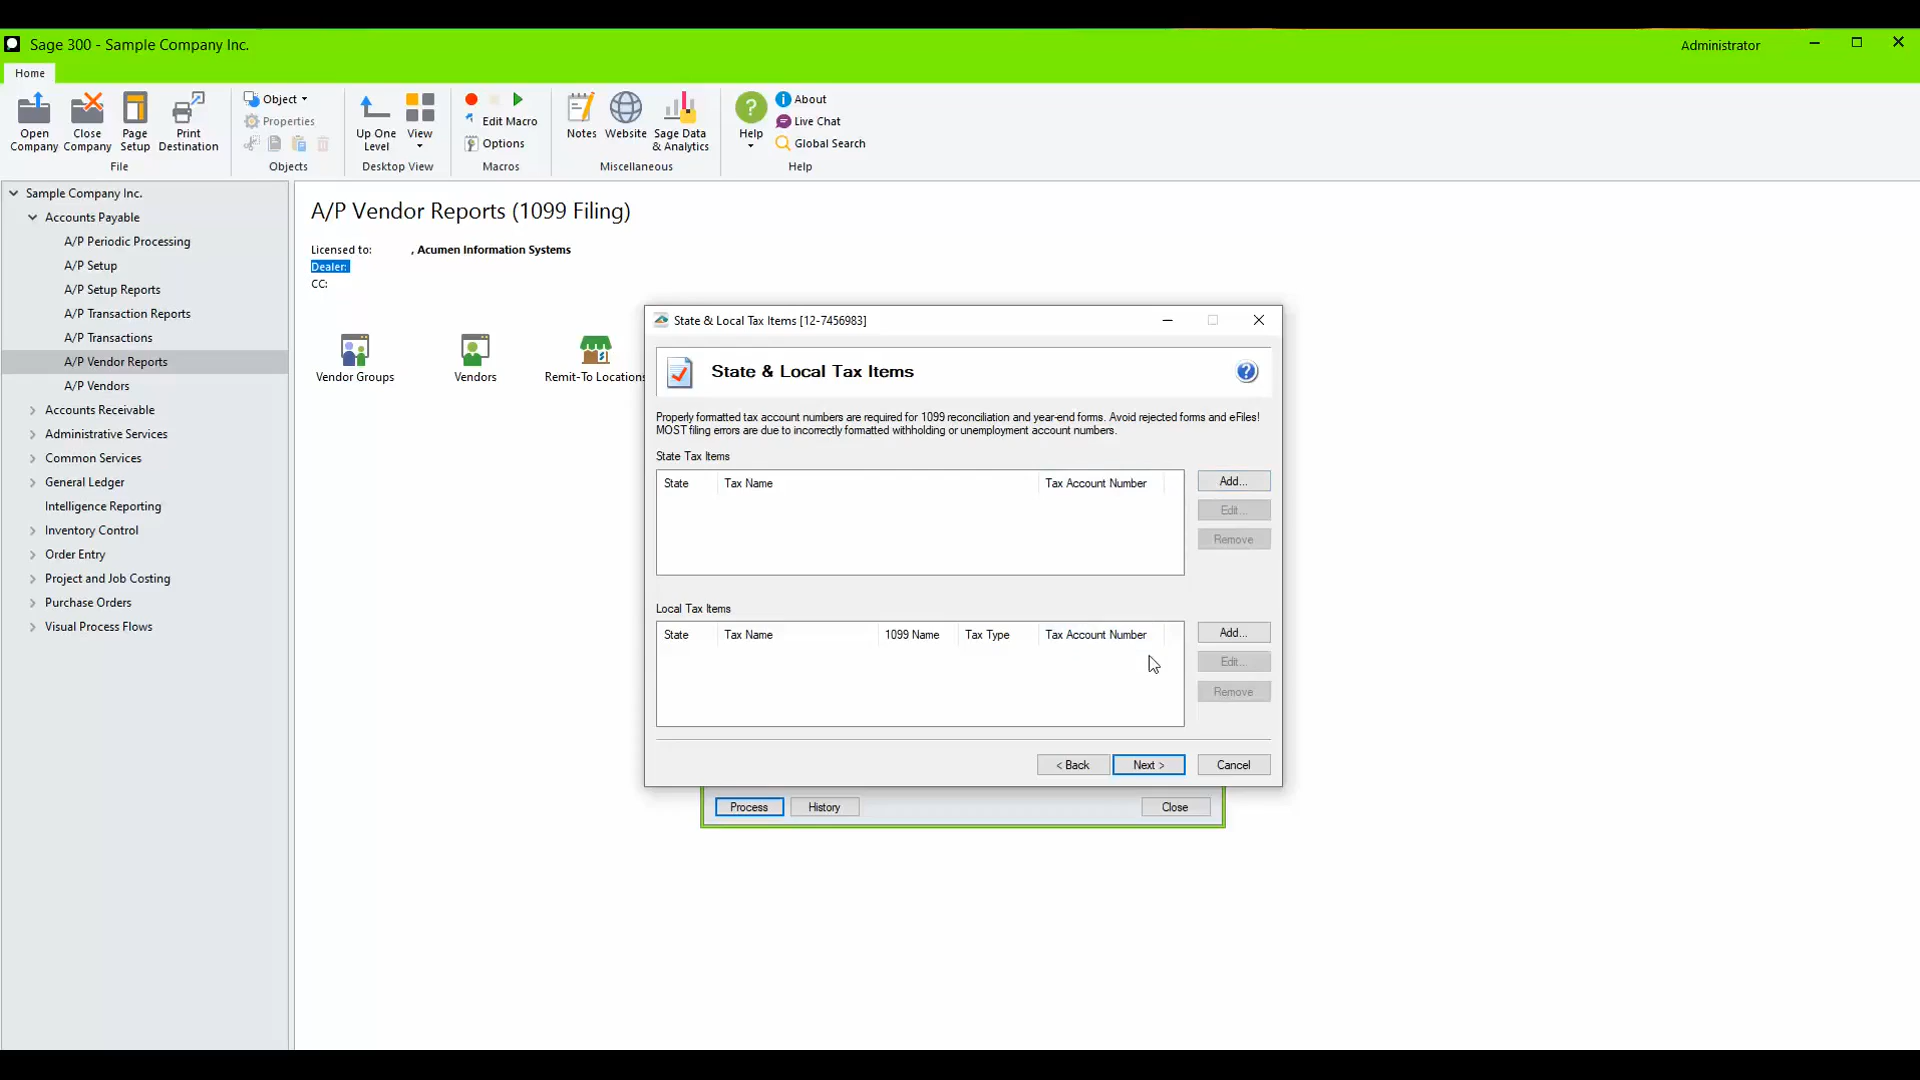 Sage 300 - Sample Company Inc.
Administrator
Home
Open Company
Close Company
Page Setup
Print Destination
File
Object
Properties
Objects
Up One Level
View
Desktop View
Edit Macro
Options
Macros
Notes
Website
Sage Data & Analytics
Miscellaneous
Help
About
Live Chat
Global Search
Help
Sample Company Inc.
Accounts Payable
A/P Periodic Processing
A/P Setup
A/P Setup Reports
A/P Transaction Reports
A/P Transactions
A/P Vendor Reports
A/P Vendors
Accounts Receivable
Administrative Services
Common Services
General Ledger
Intelligence Reporting
Inventory Control
Order Entry
Project and Job Costing
Purchase Orders
Visual Process Flows
A/P Vendor Reports (1099 Filing)
Licensed to: , Acumen Information Systems
Dealer:
CC:
Vendor Groups
Vendors
Remit-To Locations
State & Local Tax Items [12-7456983]
State & Local Tax Items
Properly formatted tax account numbers are required for 1099 reconciliation and year-end forms. Avoid rejected forms and eFiles!
MOST filing errors are due to incorrectly formatted withholding or unemployment account numbers.
State Tax Items
State Tax Name Tax Account Number
Add...
Edit...
Remove
Local Tax Items
State Tax Name 1099 Name Tax Type Tax Account Number
Add...
Edit...
Remove
< Back Next > Cancel
Process History Close